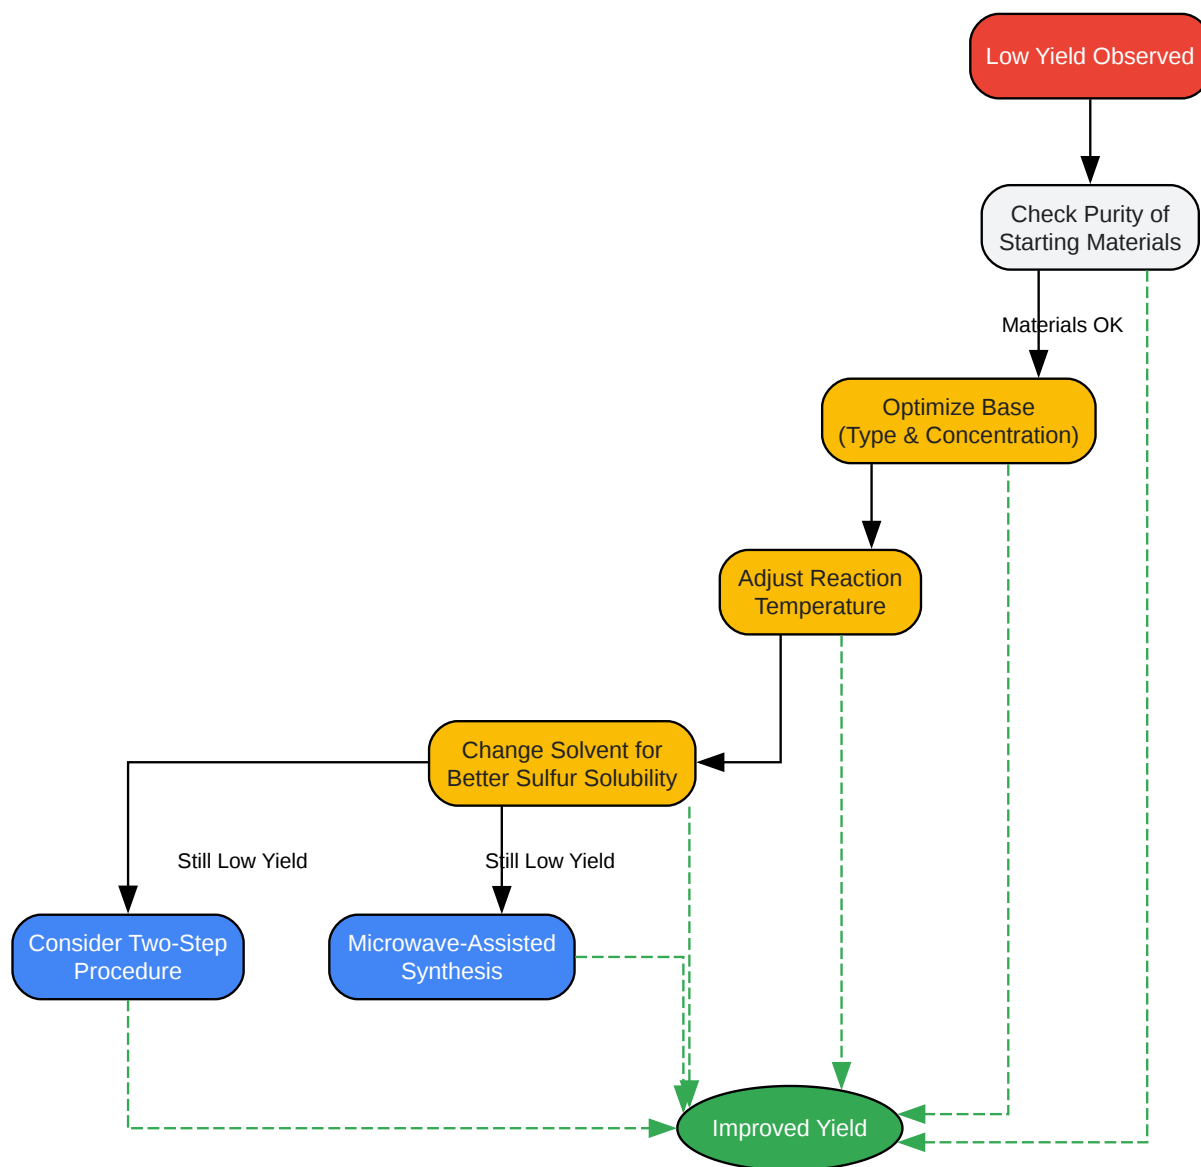 Low Yield Observed
Check Purity of
Starting Materials
Materials OK
Optimize Base
(Type & Concentration)
Adjust Reaction
Temperature
Change Solvent for
Better Sulfur Solubility
Still Low Yield
Still Low Yield
Consider Two-Step
Procedure
Microwave-Assisted
Synthesis
Improved Yield